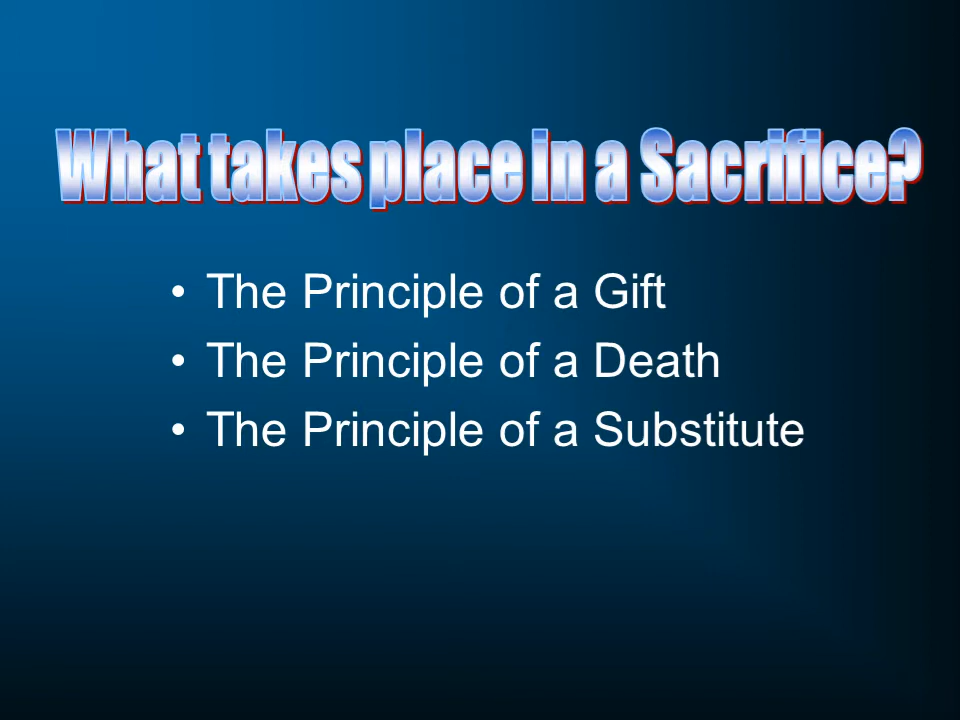 What takes place in a Sacrifice?
• The Principle of a Gift
• The Principle of a Death
• The Principle of a Substitute